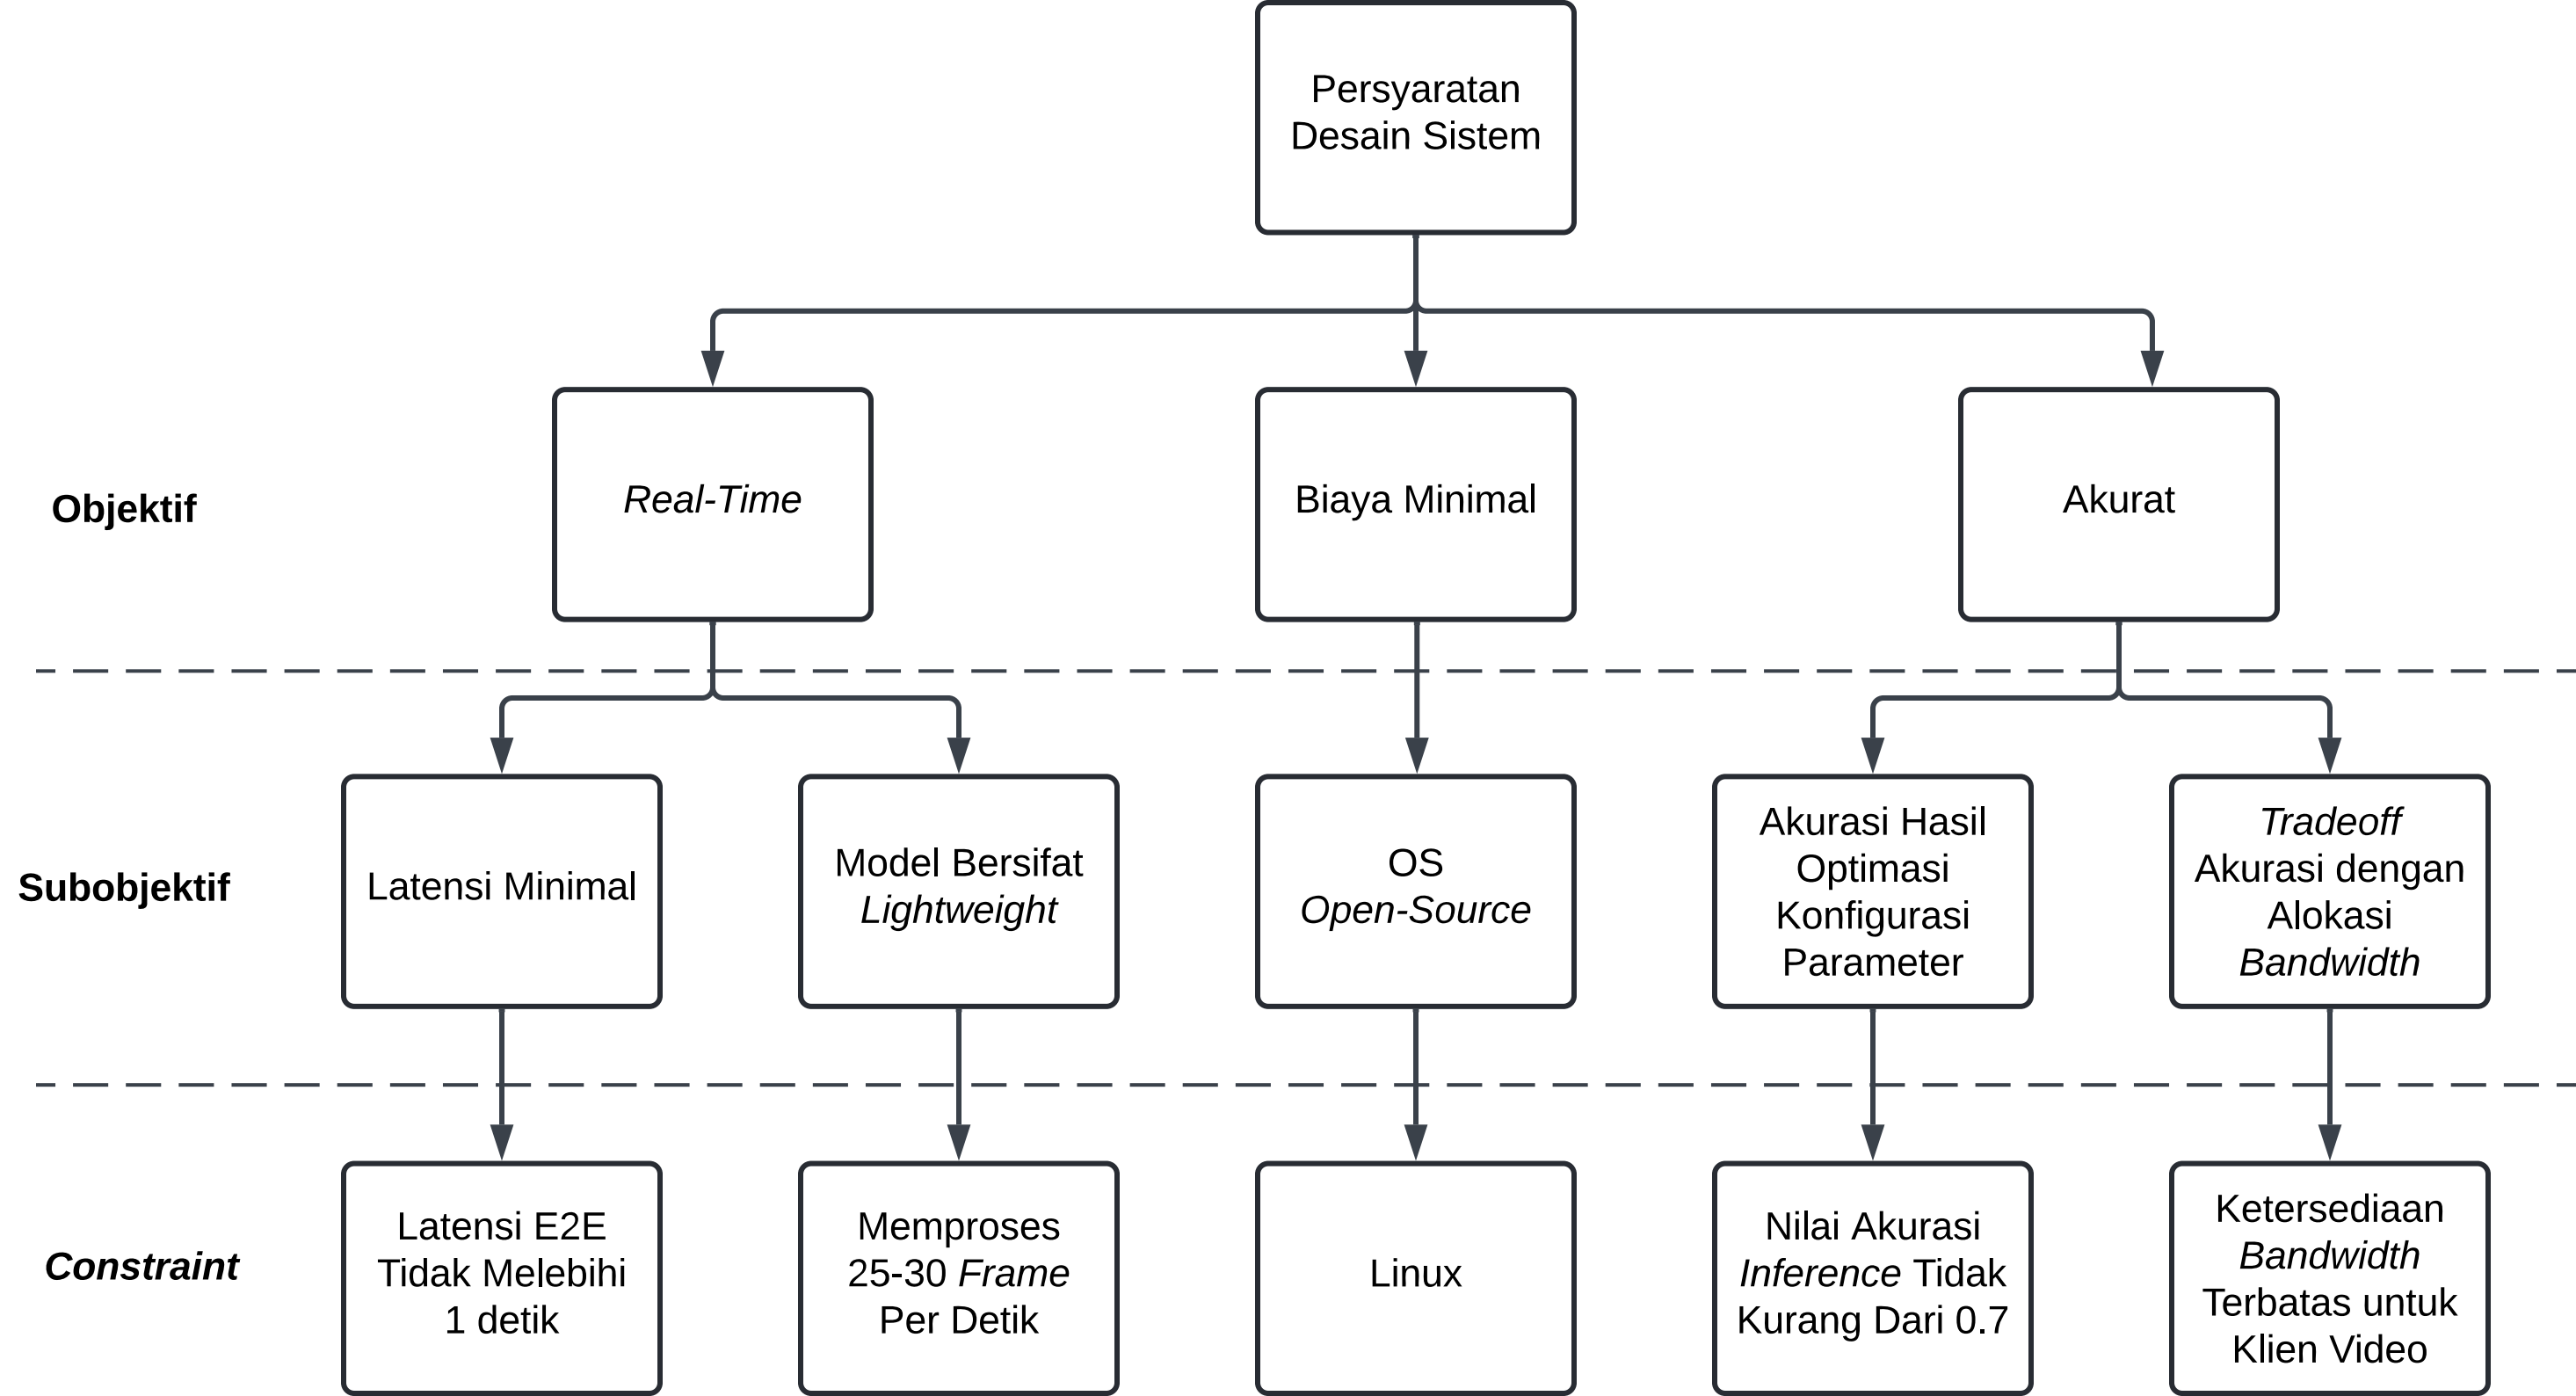 Persyaratan
Desain Sistem
Objektif
Real-Time
Biaya Minimal
Akurat
Subobjektif
Latensi Minimal
Model Bersifat
Lightweight
OS
Open-Source
Akurasi Hasil
Optimasi
Konfigurasi
Parameter
Tradeoff
Akurasi dengan
Alokasi
Bandwidth
Constraint
Latensi E2E
Tidak Melebihi
1 detik
Memproses
25-30 Frame
Per Detik
Linux
Nilai Akurasi
Inference Tidak
Kurang Dari 0.7
Ketersediaan
Bandwidth
Terbatas untuk
Klien Video